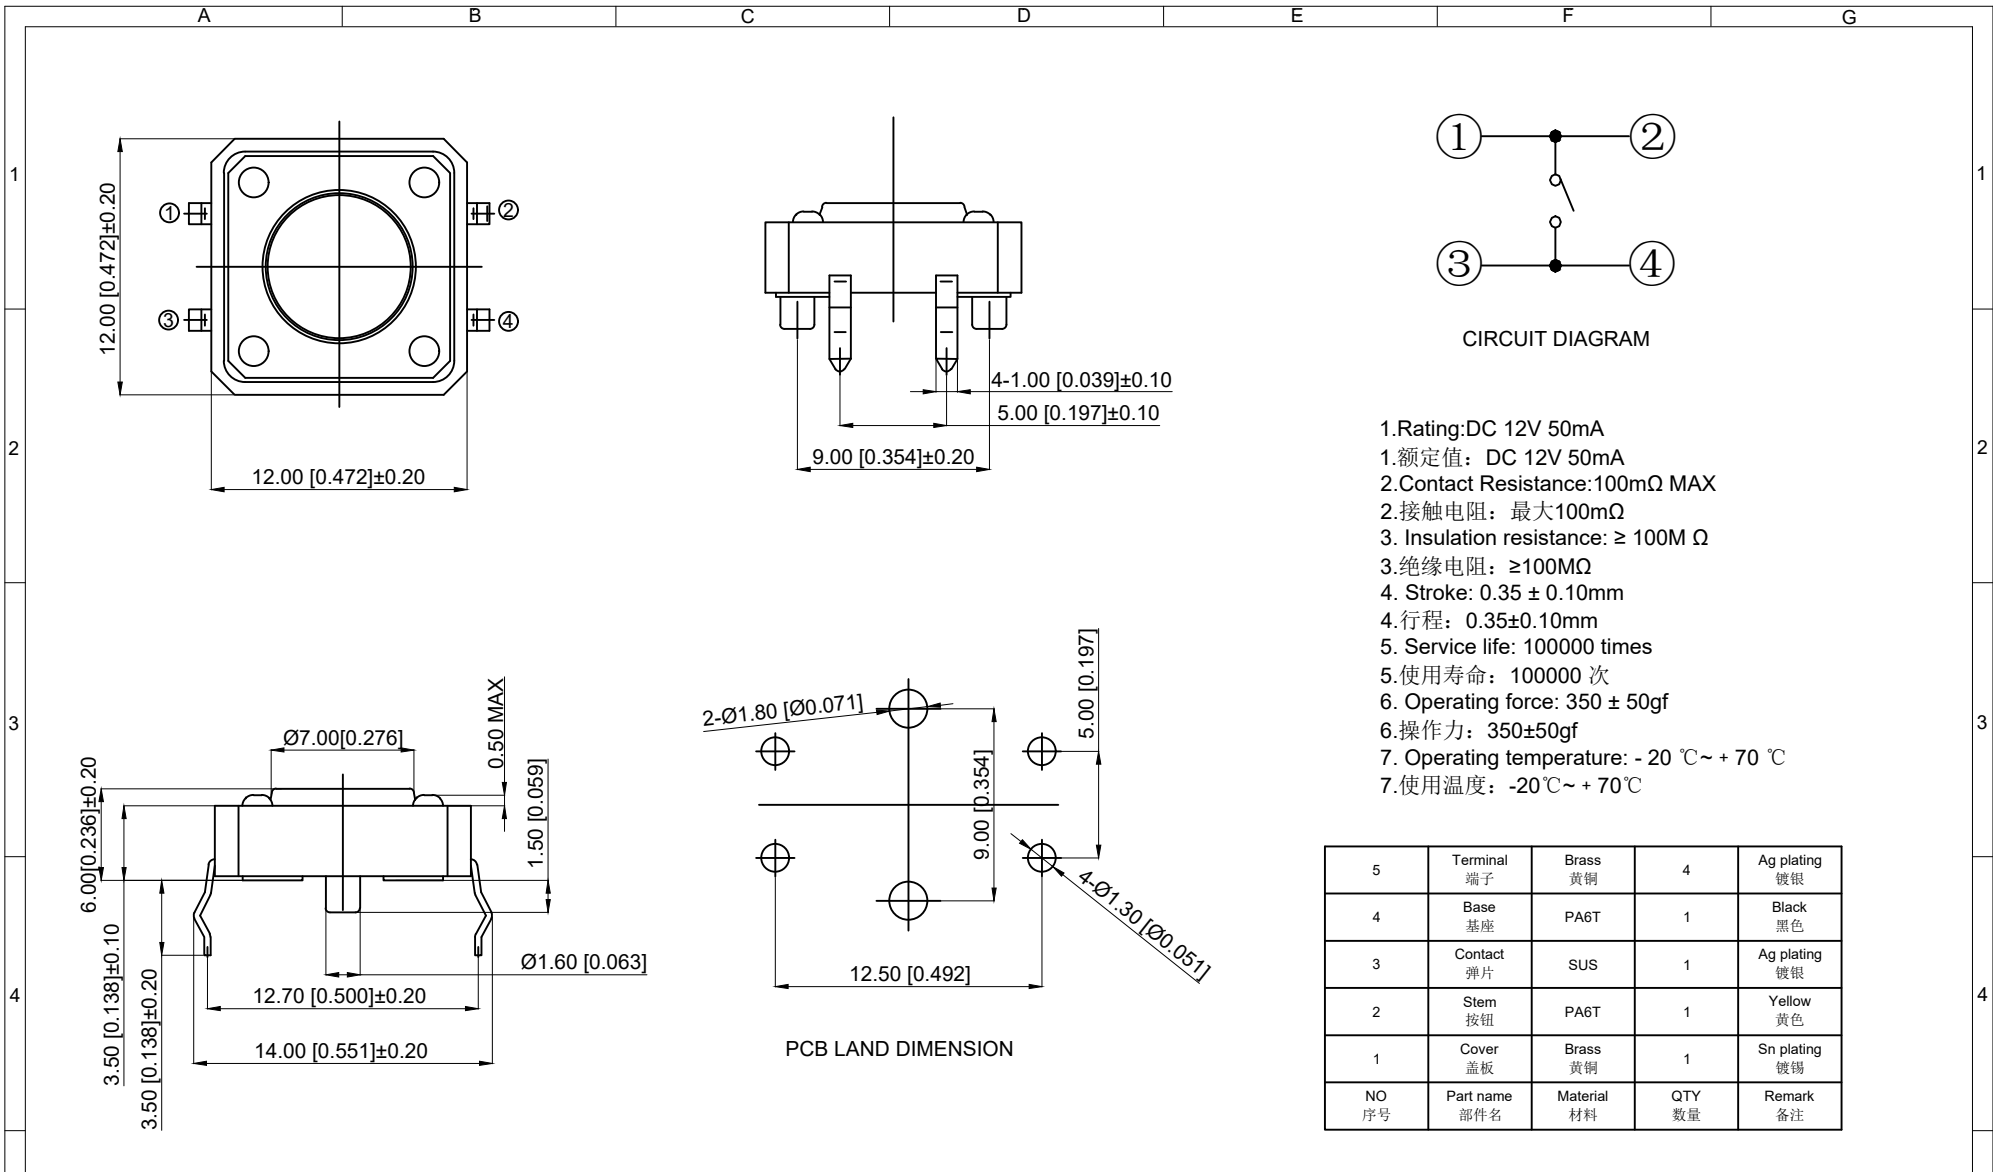 A B C D E F G
1
2
3
4
1
2
3
4
12.00 [0.472]±0.20
12.00 [0.472]±0.20
①
②
③
④
4-1.00 [0.039]±0.10
5.00 [0.197]±0.10
9.00 [0.354]±0.20
① ②
③ ④
CIRCUIT DIAGRAM
1.Rating:DC 12V 50mA
1.额定值：DC 12V 50mA
2.Contact Resistance:100mΩ MAX
2.接触电阻：最大100mΩ
3. Insulation resistance: ≥ 100M Ω
3.绝缘电阻：≥100MΩ
4. Stroke: 0.35 ± 0.10mm
4.行程：0.35±0.10mm
5. Service life: 100000 times
5.使用寿命：100000 次
6. Operating force: 350 ± 50gf
6.操作力：350±50gf
7. Operating temperature: - 20 ℃~ + 70 ℃
7.使用温度：-20℃~ + 70℃
Ø7.00[0.276]
0.50 MAX
6.00[0.236]±0.20
1.50 [0.059]
3.50 [0.138]±0.10
3.50 [0.138]±0.20
Ø1.60 [0.063]
12.70 [0.500]±0.20
14.00 [0.551]±0.20
2-Ø1.80 [Ø0.071]
5.00 [0.197]
9.00 [0.354]
4-Ø1.30 [Ø0.051]
12.50 [0.492]
PCB LAND DIMENSION
5 Terminal Brass 4 Ag plating
端子 黄铜 镀银
4 Base PA6T 1 Black
基座 黑色
3 Contact SUS 1 Ag plating
弹片 镀银
2 Stem PA6T 1 Yellow
按钮 黄色
1 Cover Brass 1 Sn plating
盖板 黄铜 镀锡
NO Part name Material QTY Remark
序号 部件名 材料 数量 备注